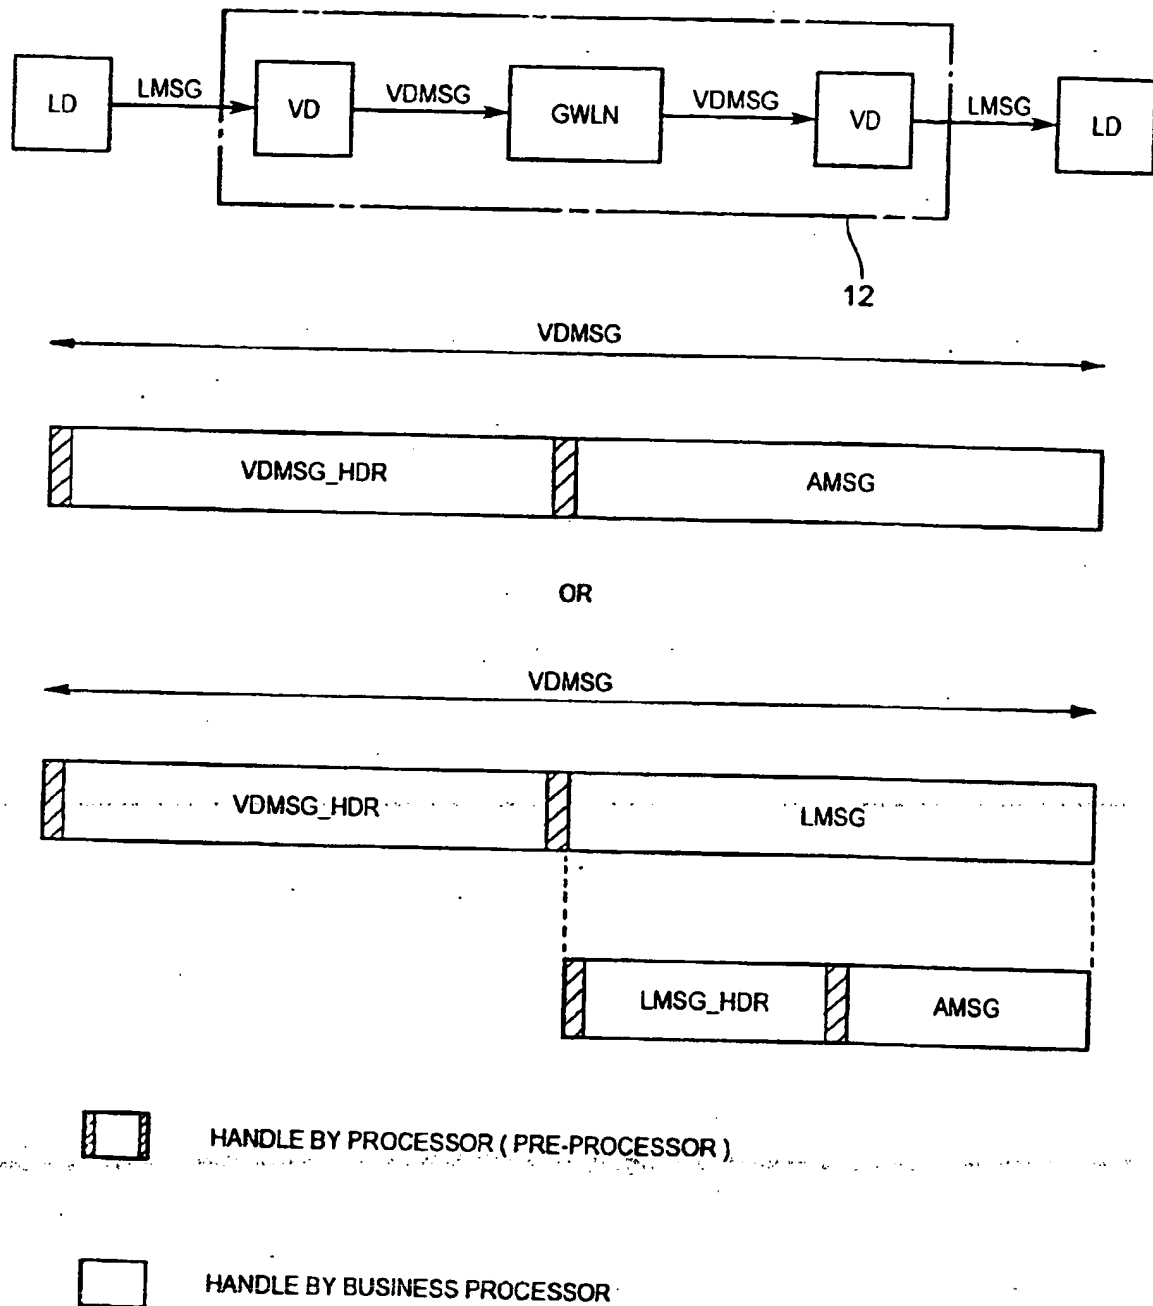 LD
LMSG
VD
VDMSG
GWLN
VDMSG
VD
LMSG
LD
12
VDMSG
VDMSG_HDR
AMSG
OR
VDMSG
VDMSG_HDR
LMSG
LMSG_HDR
AMSG
HANDLE BY PROCESSOR ( PRE-PROCESSOR )
HANDLE BY BUSINESS PROCESSOR